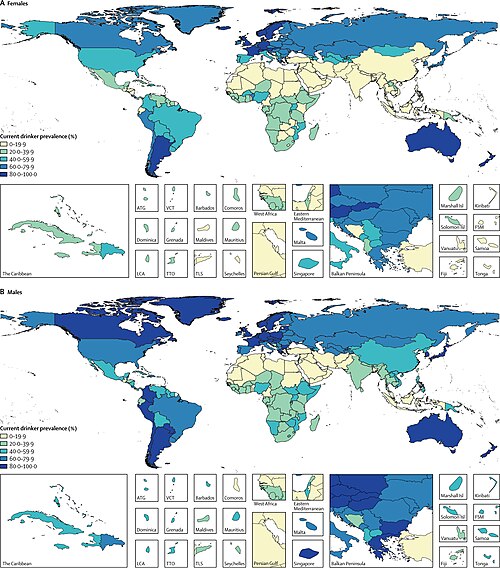 A Females
Current drinker prevalence (%)
0–19·9
20·0–39·9
40·0–59·9
60·0–79·9
80·0–100·0
The Caribbean
ATG
VCT
Barbados
Comoros
Dominica
Grenada
Maldives
Mauritius
LCA
TTO
TLS
Seychelles
West Africa
Eastern
Mediterranean
Persian Gulf
Malta
Singapore
Balkan Peninsula
Marshall Isl
Kiribati
Solomon Isl
FSM
Vanuatu
Samoa
Fiji
Tonga
B Males
Current drinker prevalence (%)
0–19·9
20·0–39·9
40·0–59·9
60·0–79·9
80·0–100·0
The Caribbean
ATG
VCT
Barbados
Comoros
Dominica
Grenada
Maldives
Mauritius
LCA
TTO
TLS
Seychelles
West Africa
Eastern
Mediterranean
Persian Gulf
Malta
Singapore
Balkan Peninsula
Marshall Isl
Kiribati
Solomon Isl
FSM
Vanuatu
Samoa
Fiji
Tonga